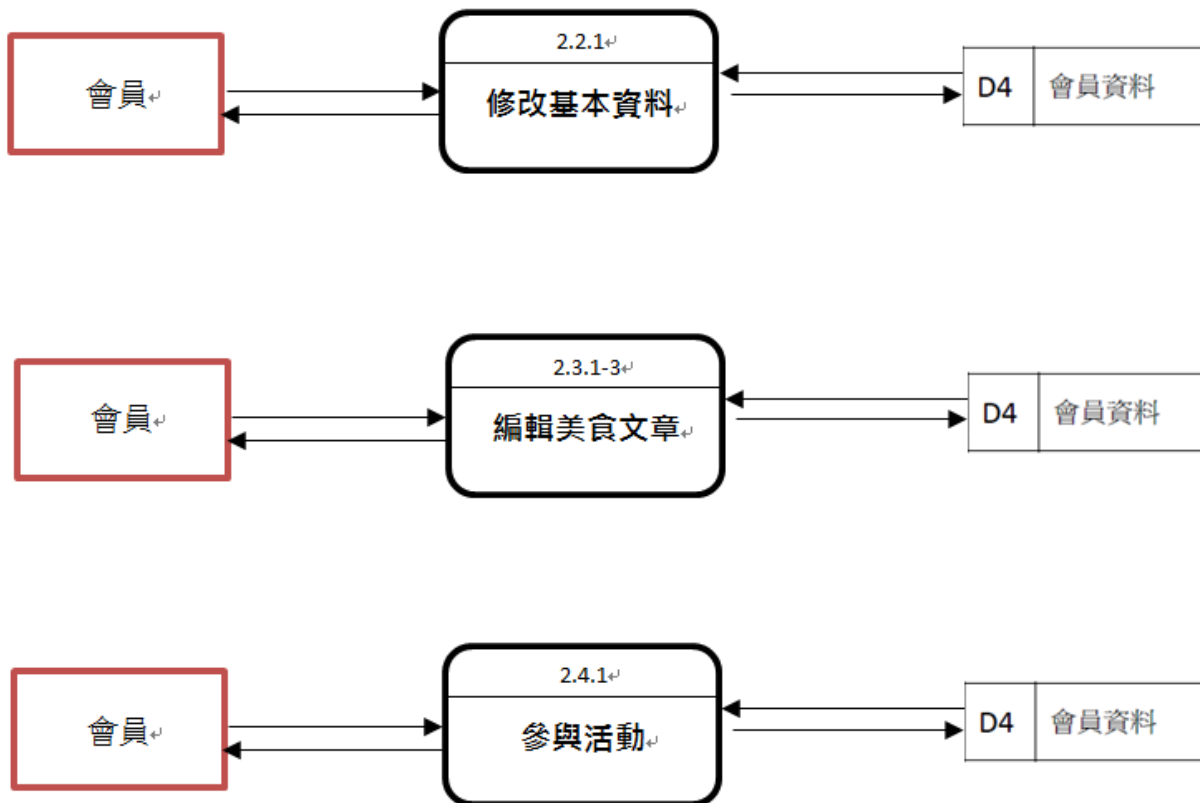 2.2.1
會員
修改基本資料
D4 會員資料
2.3.1-3
會員
編輯美食文章
D4 會員資料
2.4.1
會員
參與活動
D4 會員資料